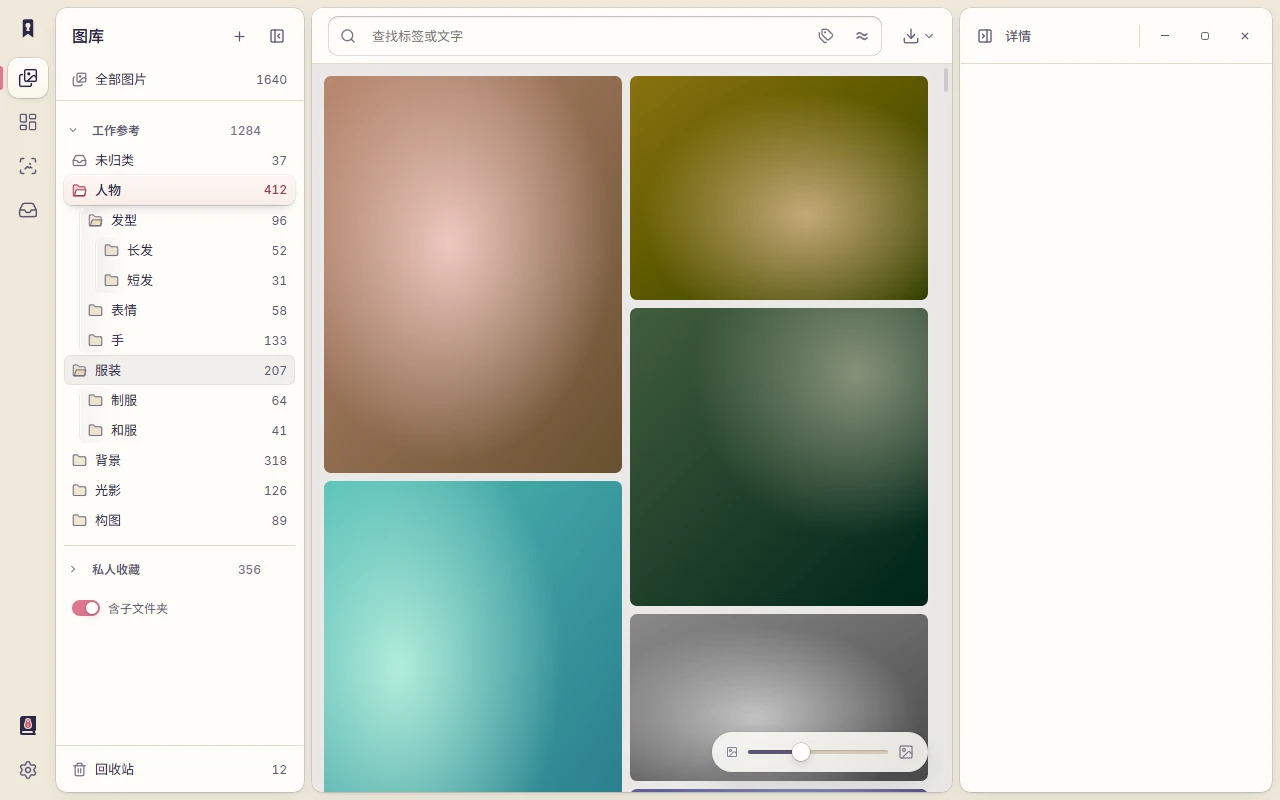 图库
全部图片 1640
工作参考 1284
未归类 37
人物 412
发型 96
长发 52
短发 31
表情 58
手 133
服装 207
制服 64
和服 41
背景 318
光影 126
构图 89
私人收藏 356
含子文件夹
回收站 12
查找标签或文字
详情